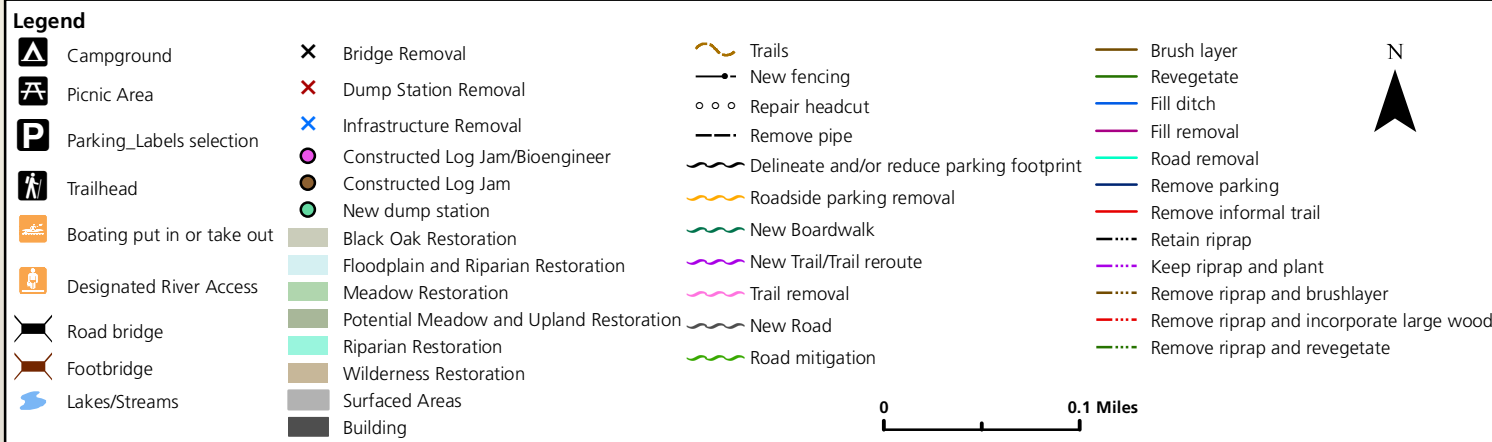 Legend
Campground
Picnic Area
P
Parking_Labels selection
Trailhead
Boating put in or take out
Designated River Access
Road bridge
Footbridge
Lakes/Streams
Bridge Removal
Dump Station Removal
Infrastructure Removal
Constructed Log Jam/Bioengineer
Constructed Log Jam
New dump station
Black Oak Restoration
Floodplain and Riparian Restoration
Meadow Restoration
Potential Meadow and Upland Restoration
Riparian Restoration
Wilderness Restoration
Surfaced Areas
Building
Trails
New fencing
Repair headcut
Remove pipe
Delineate and/or reduce parking footprint
Roadside parking removal
New Boardwalk
New Trail/Trail reroute
Trail removal
New Road
Road mitigation
Brush layer
Revegetate
Fill ditch
Fill removal
Road removal
Remove parking
Remove informal trail
Retain riprap
Keep riprap and plant
Remove riprap and brushlayer
Remove riprap and incorporate large wood
Remove riprap and revegetate
N
0 0.1 Miles